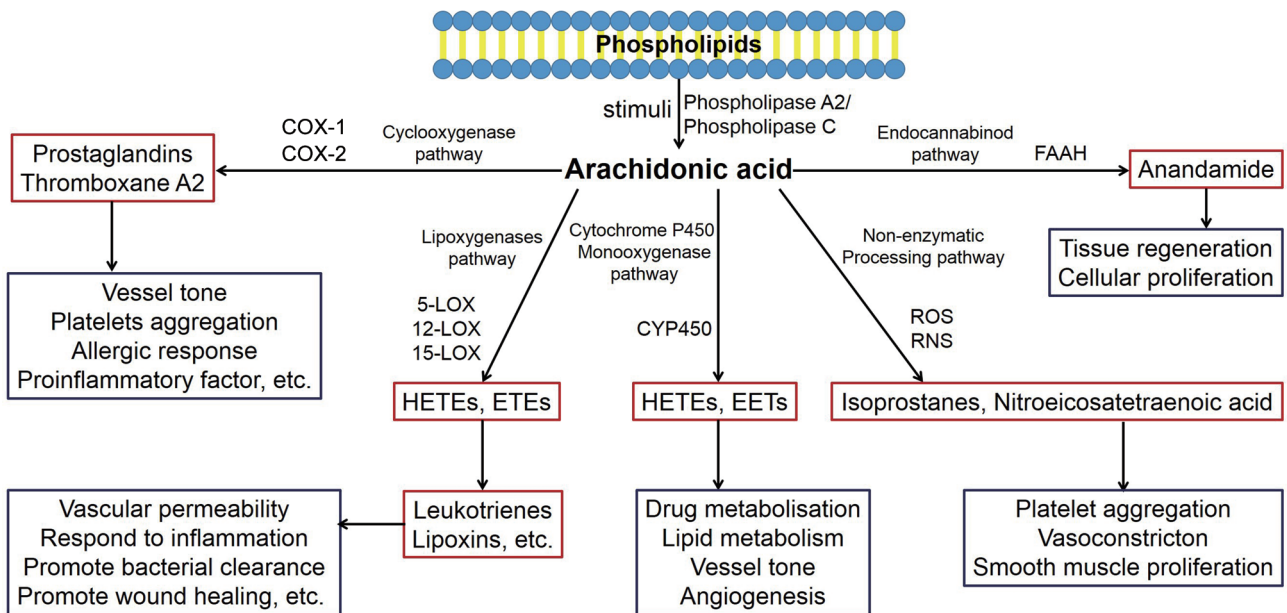 Phospholipids
stimuli
Phospholipase A2/
Phospholipase C
COX-1
COX-2
Cyclooxygenase
pathway
Endocannabinod
pathway
FAAH
Prostaglandins
Thromboxane A2
Arachidonic acid
Anandamide
Lipoxygenases
pathway
Cytochrome P450
Monooxygenase
pathway
Non-enzymatic
Processing pathway
Tissue regeneration
Cellular proliferation
Vessel tone
Platelets aggregation
Allergic response
Proinflammatory factor, etc.
5-LOX
12-LOX
15-LOX
CYP450
ROS
RNS
HETEs, ETEs
HETEs, EETs
Isoprostanes, Nitroeicosatetraenoic acid
Vascular permeability
Respond to inflammation
Promote bacterial clearance
Promote wound healing, etc.
Leukotrienes
Lipoxins, etc.
Drug metabolisation
Lipid metabolism
Vessel tone
Angiogenesis
Platelet aggregation
Vasoconstricton
Smooth muscle proliferation